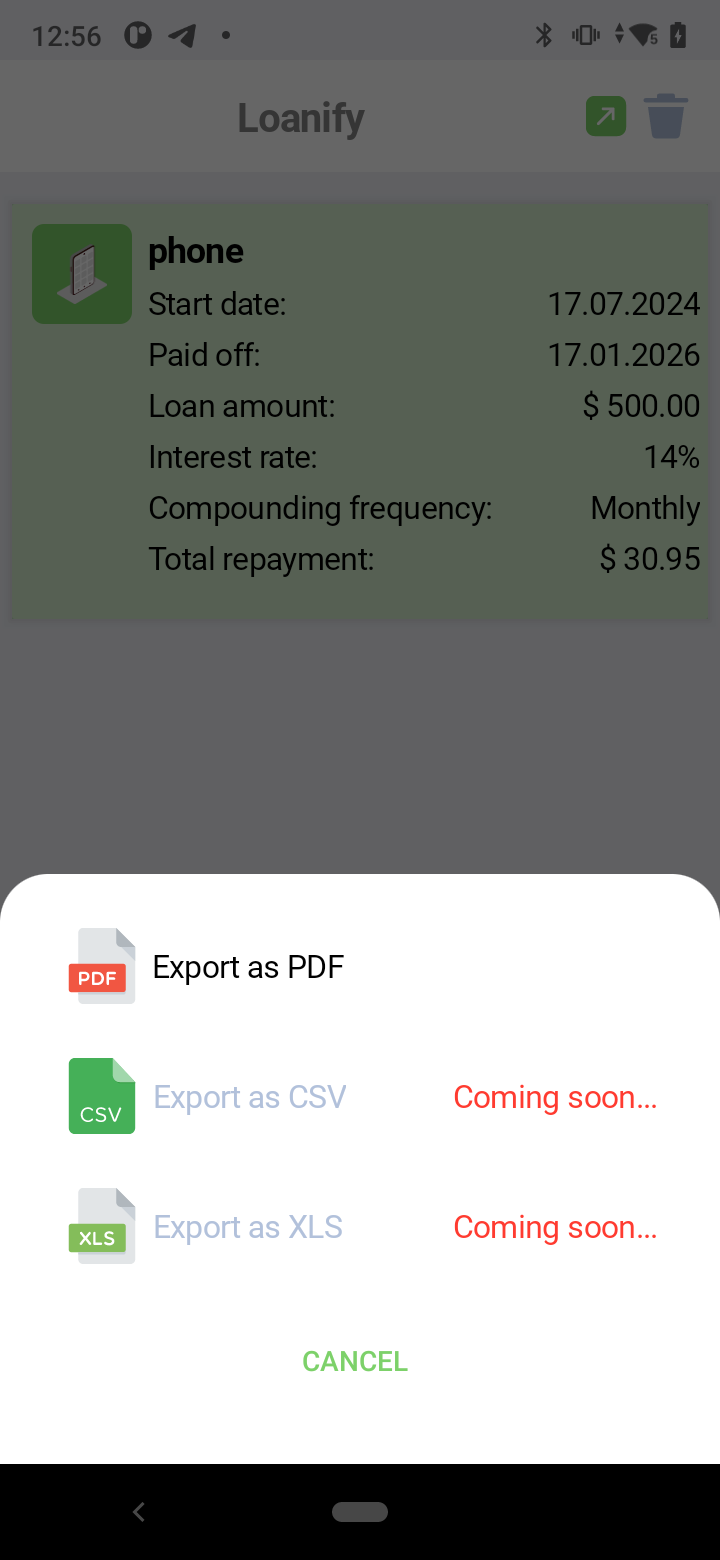 12:56
Loanify
phone
Start date: 17.07.2024
Paid off: 17.01.2026
Loan amount: $ 500.00
Interest rate: 14%
Compounding frequency: Monthly
Total repayment: $ 30.95
PDF Export as PDF
CSV Export as CSV Coming soon...
XLS Export as XLS Coming soon...
CANCEL